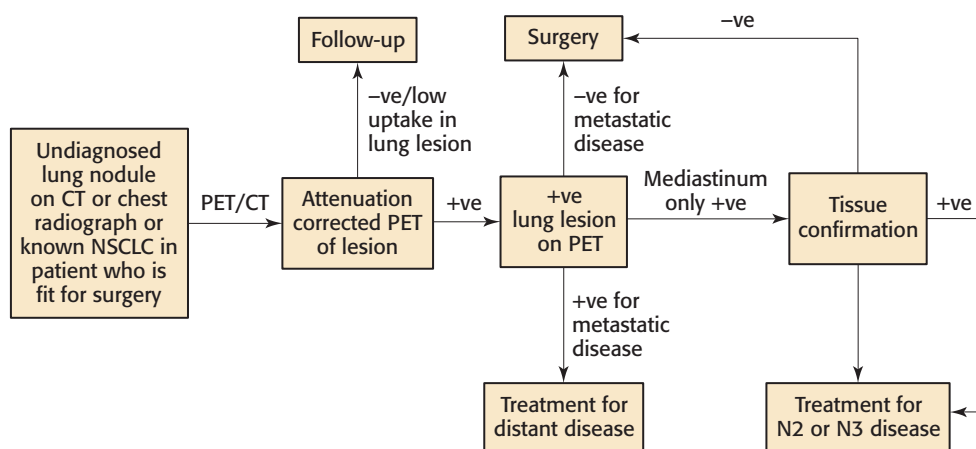 Follow-up
Surgery
–ve
–ve/low
uptake in
lung lesion
–ve for
metastatic
disease
Undiagnosed
lung nodule
on CT or chest
radiograph or
known NSCLC in
patient who is
fit for surgery
PET/CT
Attenuation
corrected PET
of lesion
+ve
+ve
lung lesion
on PET
Mediastinum
only +ve
Tissue
confirmation
+ve
+ve for
metastatic
disease
Treatment for
distant disease
Treatment for
N2 or N3 disease